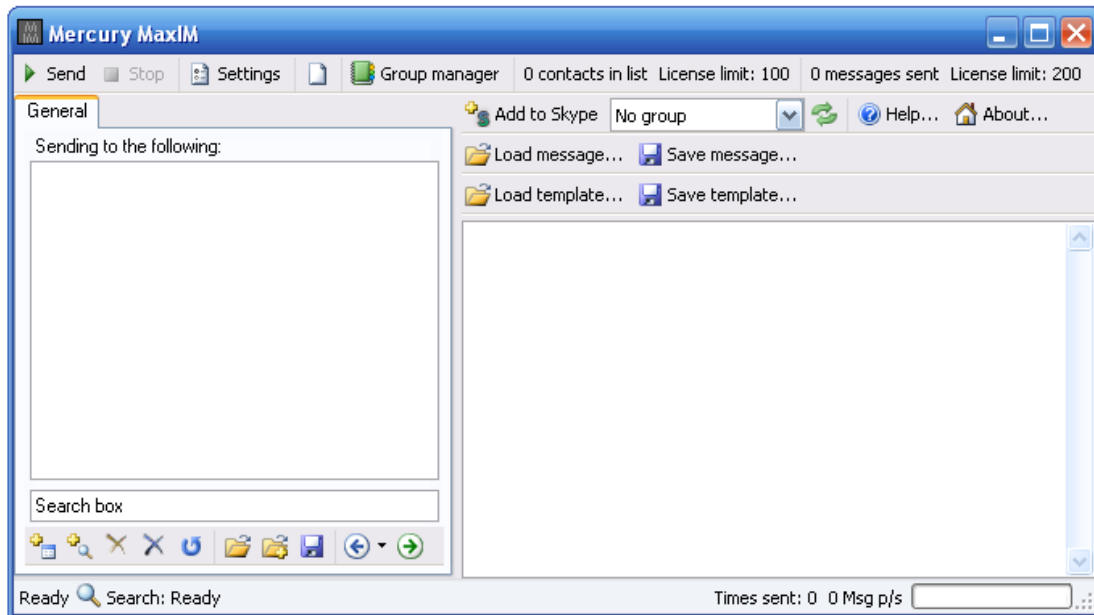 Mercury MaxIM
Send Stop Settings Group manager 0 contacts in list License limit: 100 0 messages sent License limit: 200
General
Add to Skype No group Help... About...
Sending to the following:
Load message... Save message...
Load template... Save template...
Search box
Ready Search: Ready Times sent: 0 0 Msg p/s